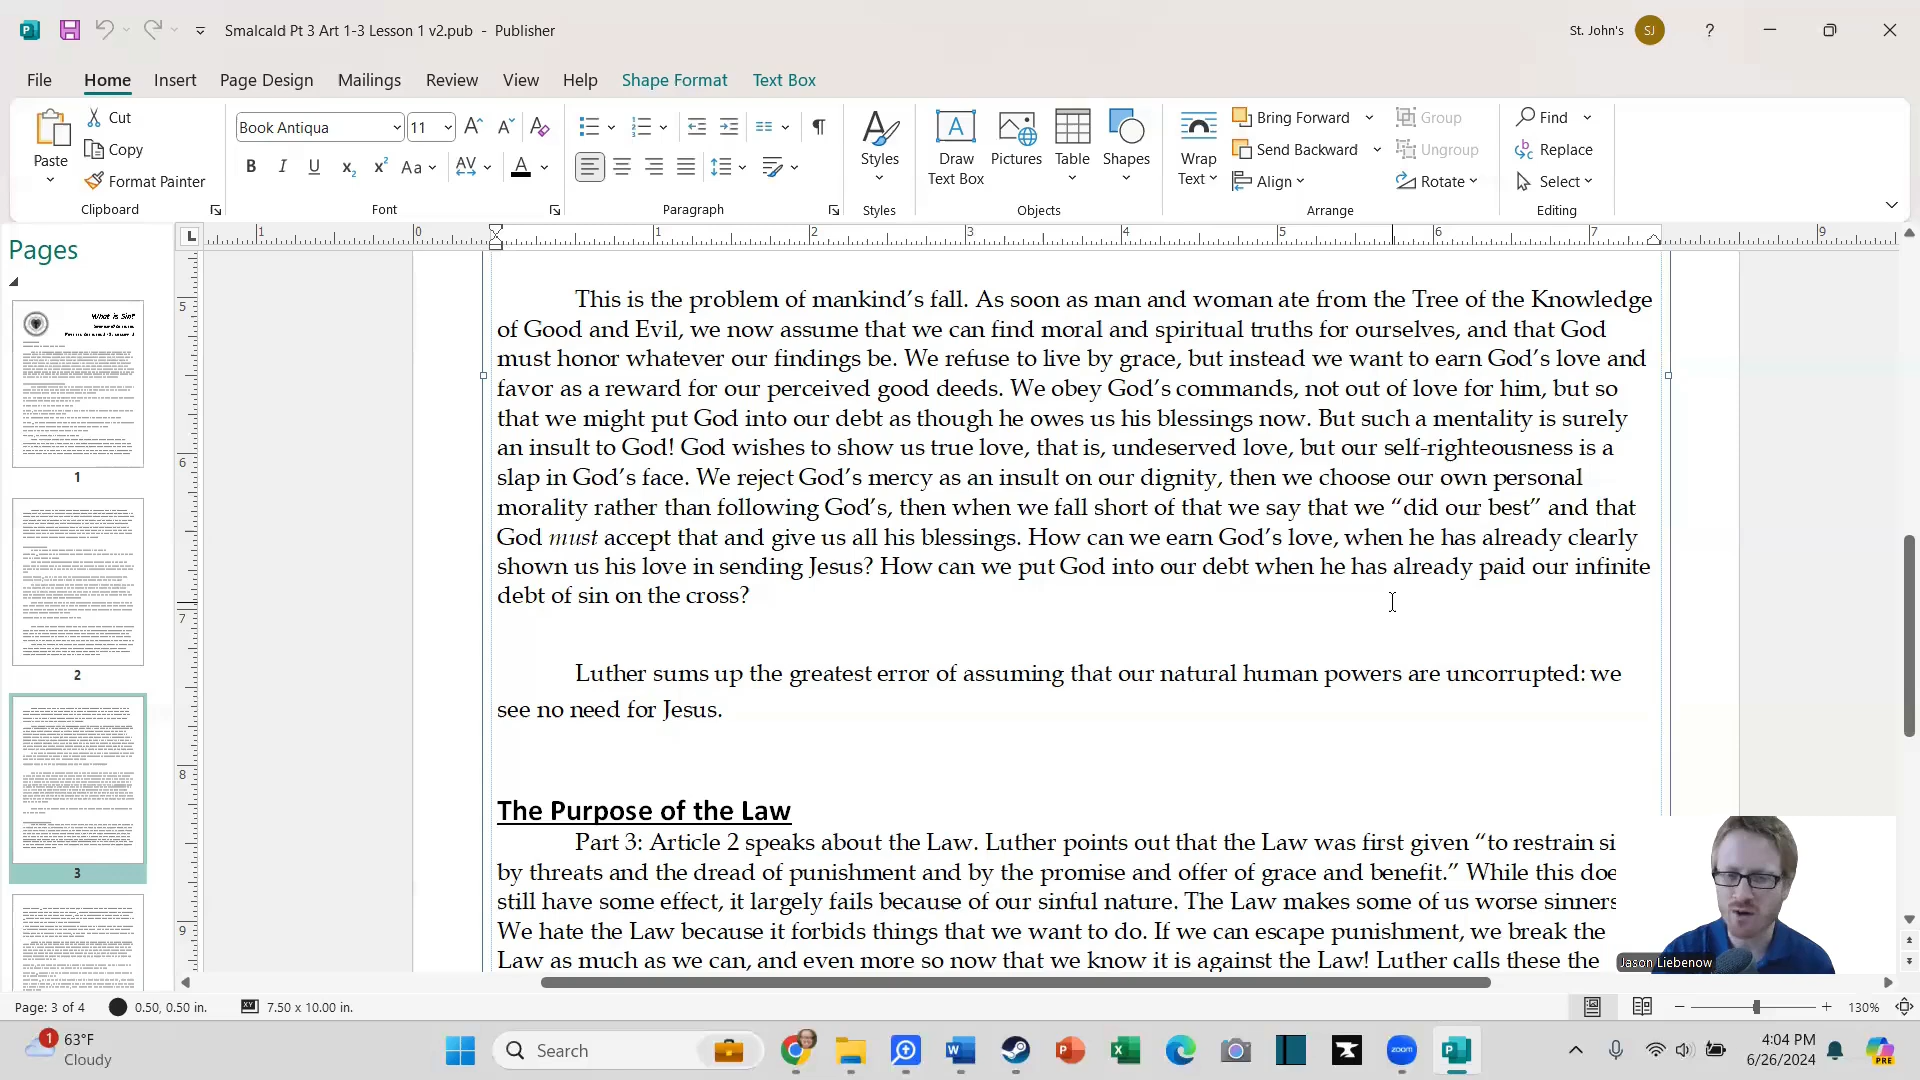 Smalcald Pt 3 Art 1-3 Lesson 1 v2.pub - Publisher
St. John's SJ
File Home Insert Page Design Mailings Review View Help Shape Format Text Box
Paste
Cut
Copy
Format Painter
Clipboard
Book Antiqua 11
Font
Paragraph
Styles
Styles
Draw
Text Box
Pictures
Table
Shapes
Objects
Wrap
Text
Bring Forward
Send Backward
Align
Group
Ungroup
Rotate
Arrange
Find
Replace
Select
Editing
Pages
What is Sin?
1
2
3
1 0 1 2 3 4 5 6 7 9
5
6
7
8
9
This is the problem of mankind's fall. As soon as man and woman ate from the Tree of the Knowledge
of Good and Evil, we now assume that we can find moral and spiritual truths for ourselves, and that God
must honor whatever our findings be. We refuse to live by grace, but instead we want to earn God's love and
favor as a reward for our perceived good deeds. We obey God's commands, not out of love for him, but so
that we might put God into our debt as though he owes us his blessings now. But such a mentality is surely
an insult to God! God wishes to show us true love, that is, undeserved love, but our self-righteousness is a
slap in God's face. We reject God's mercy as an insult on our dignity, then we choose our own personal
morality rather than following God's, then when we fall short of that we say that we “did our best” and that
God must accept that and give us all his blessings. How can we earn God's love, when he has already clearly
shown us his love in sending Jesus? How can we put God into our debt when he has already paid our infinite
debt of sin on the cross?
Luther sums up the greatest error of assuming that our natural human powers are uncorrupted: we
see no need for Jesus.
The Purpose of the Law
Part 3: Article 2 speaks about the Law. Luther points out that the Law was first given “to restrain si
by threats and the dread of punishment and by the promise and offer of grace and benefit.” While this doe
still have some effect, it largely fails because of our sinful nature. The Law makes some of us worse sinners
We hate the Law because it forbids things that we want to do. If we can escape punishment, we break the
Law as much as we can, and even more so now that we know it is against the Law! Luther calls these the
Jason Liebenow
Page: 3 of 4 0.50, 0.50 in. 7.50 x 10.00 in.
130%
1
63°F
Cloudy
Search
zoom
4:04 PM
6/26/2024
PRE